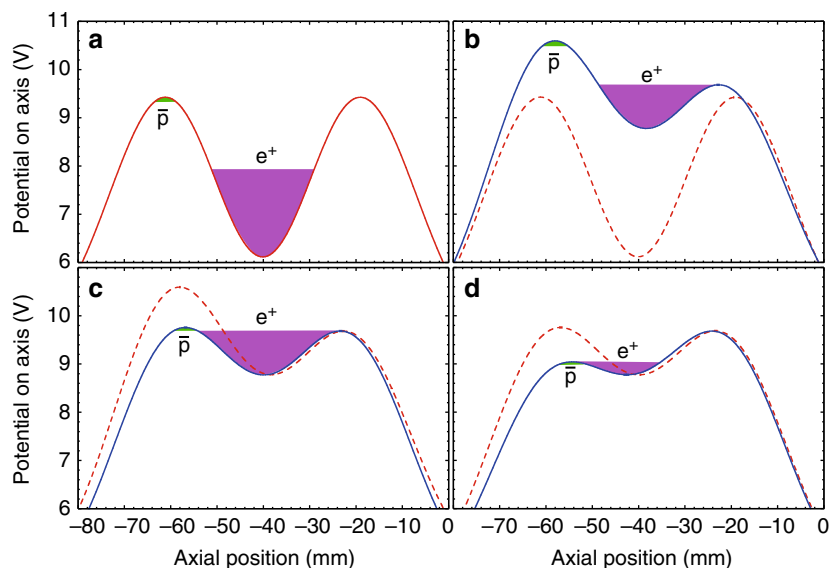 a
b
c
d
Potential on axis (V)
11
10
9
8
7
6
p̄
e⁺
p̄
e⁺
Potential on axis (V)
10
9
8
7
6
p̄
e⁺
p̄
e⁺
–80 –70 –60 –50 –40 –30 –20 –10 0
80 –70 –60 –50 –40 –30 –20 –10 0
Axial position (mm)
Axial position (mm)